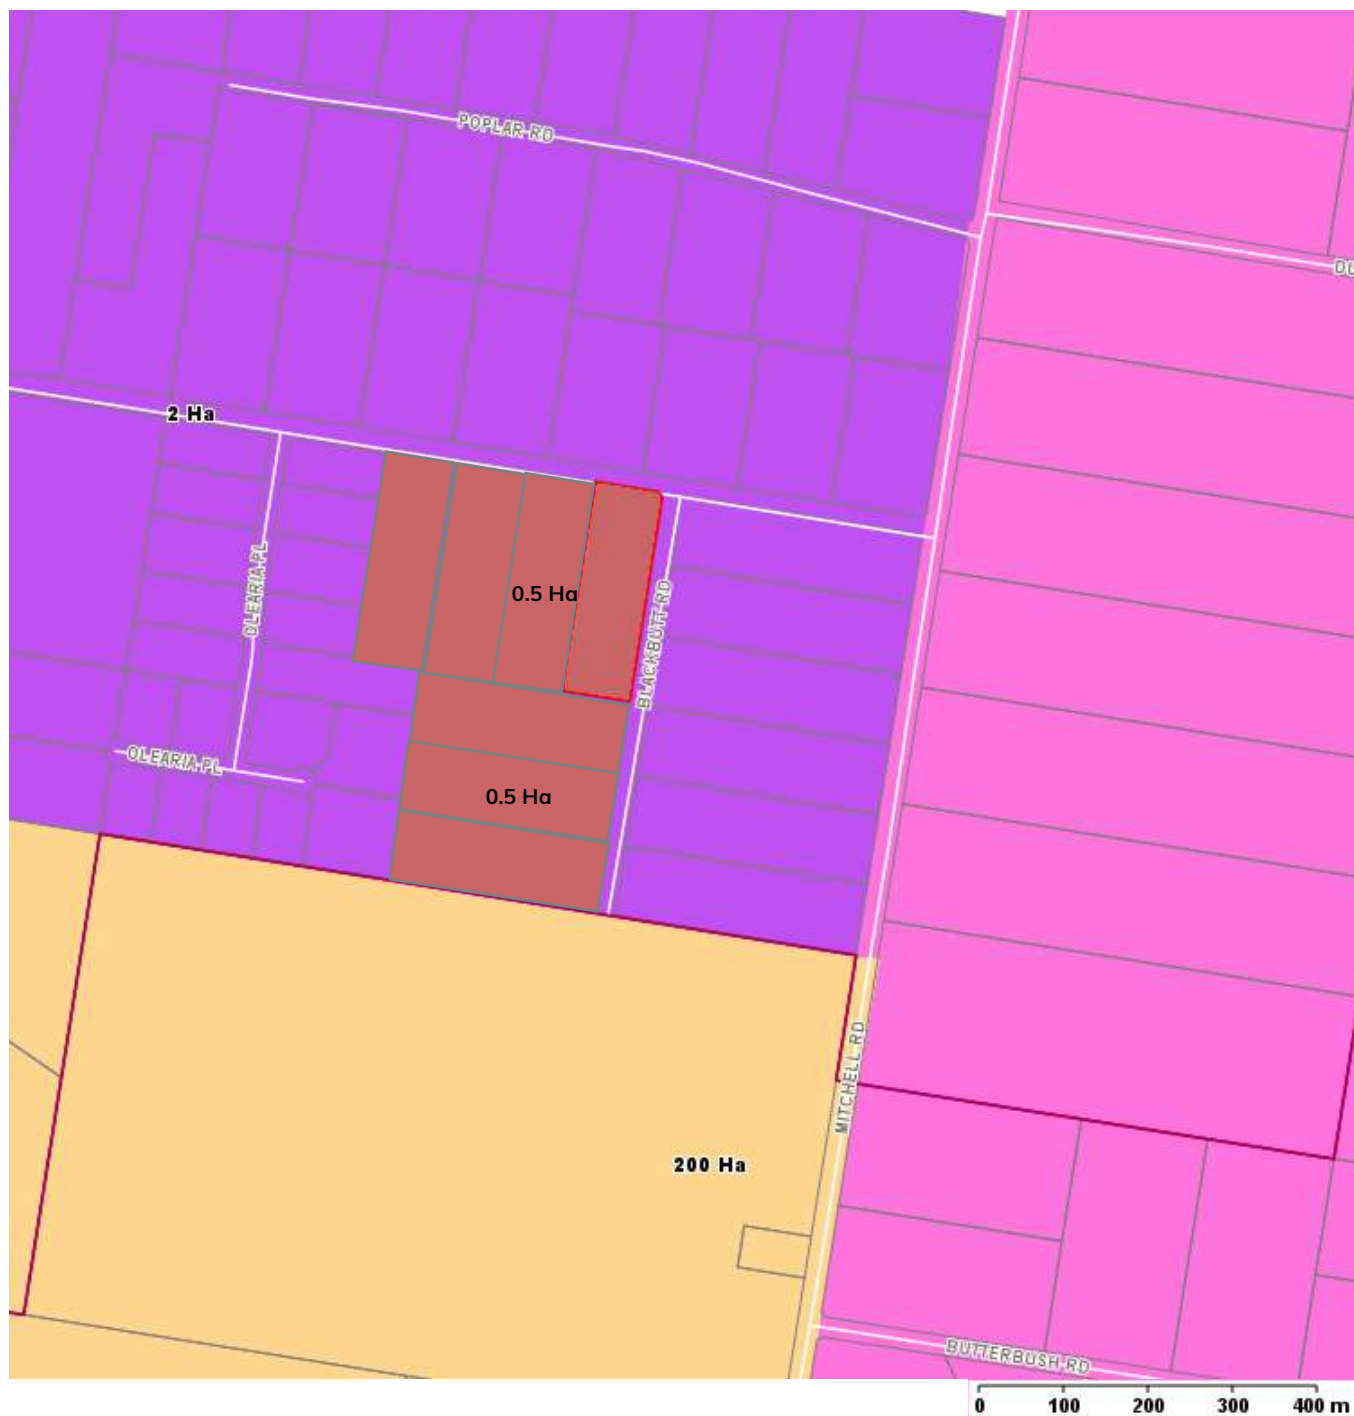 POPLAR RD
DU
2 Ha
OLEARIA PL
0.5 Ha
BLACKBUTT RD
OLEARIA PL
0.5 Ha
MITCHELL RD
200 Ha
BUTTERBUSH RD
0 100 200 300 400 m